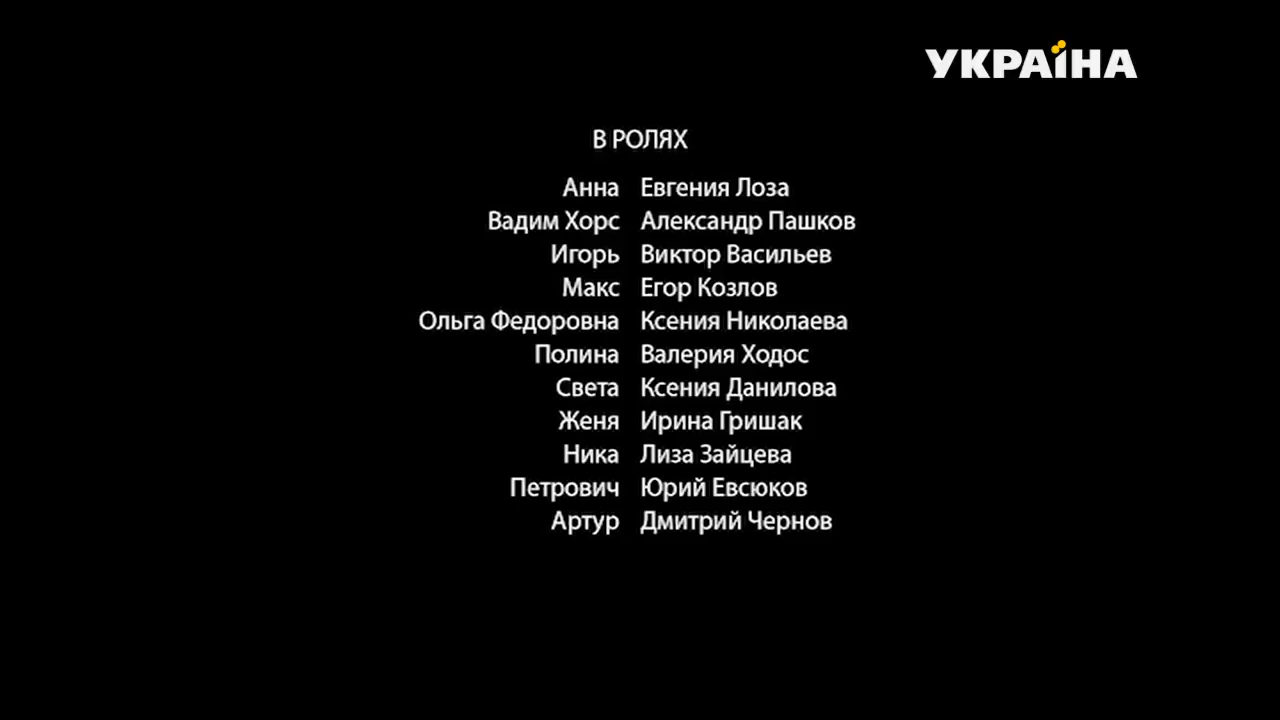 УКРАЇНА
В РОЛЯХ
Анна Евгения Лоза
Вадим Хорс Александр Пашков
Игорь Виктор Васильев
Макс Егор Козлов
Ольга Федоровна Ксения Николаева
Полина Валерия Ходос
Света Ксения Данилова
Женя Ирина Гришак
Ника Лиза Зайцева
Петрович Юрий Евсюков
Артур Дмитрий Чернов